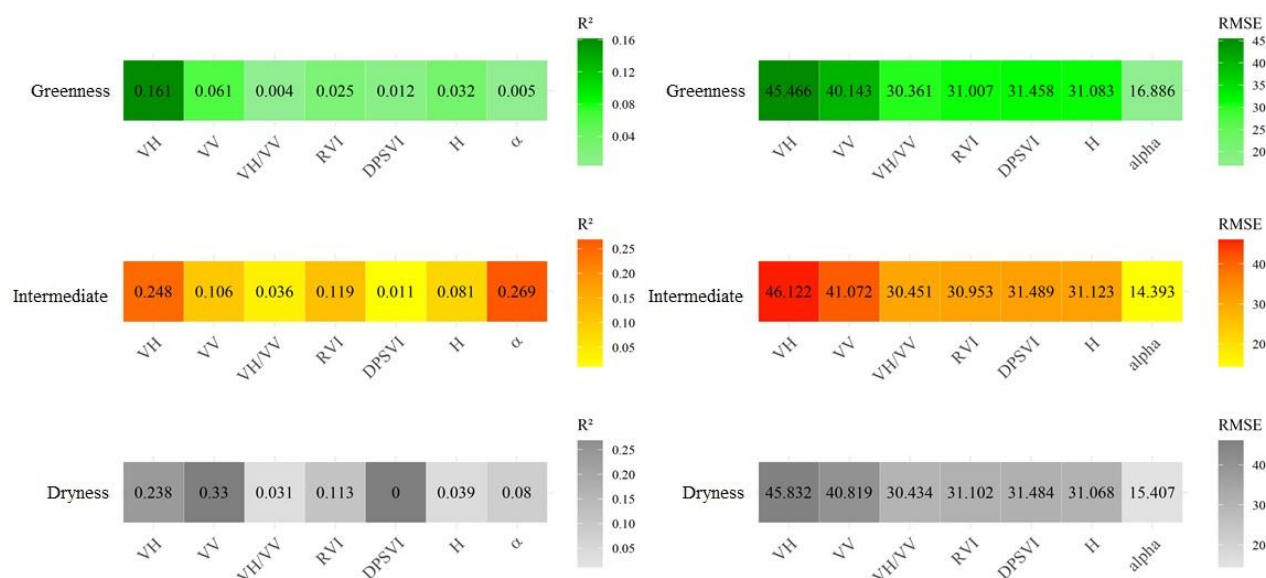 R²
0.16
0.12
0.08
0.04
Greenness 0.161 0.061 0.004 0.025 0.012 0.032 0.005
VH VV VH/VV RVI DPSVI H α
RMSE
45
40
35
30
25
20
Greenness 45.466 40.143 30.361 31.007 31.458 31.083 16.886
VH VV VH/VV RVI DPSVI H alpha
R²
0.25
0.20
0.15
0.10
0.05
Intermediate 0.248 0.106 0.036 0.119 0.011 0.081 0.269
VH VV VH/VV RVI DPSVI H α
RMSE
40
30
20
Intermediate 46.122 41.072 30.451 30.953 31.489 31.123 14.393
VH VV VH/VV RVI DPSVI H alpha
R²
0.25
0.20
0.15
0.10
0.05
Dryness 0.238 0.33 0.031 0.113 0 0.039 0.08
VH VV VH/VV RVI DPSVI H α
RMSE
40
30
20
Dryness 45.832 40.819 30.434 31.102 31.484 31.068 15.407
VH VV VH/VV RVI DPSVI H alpha